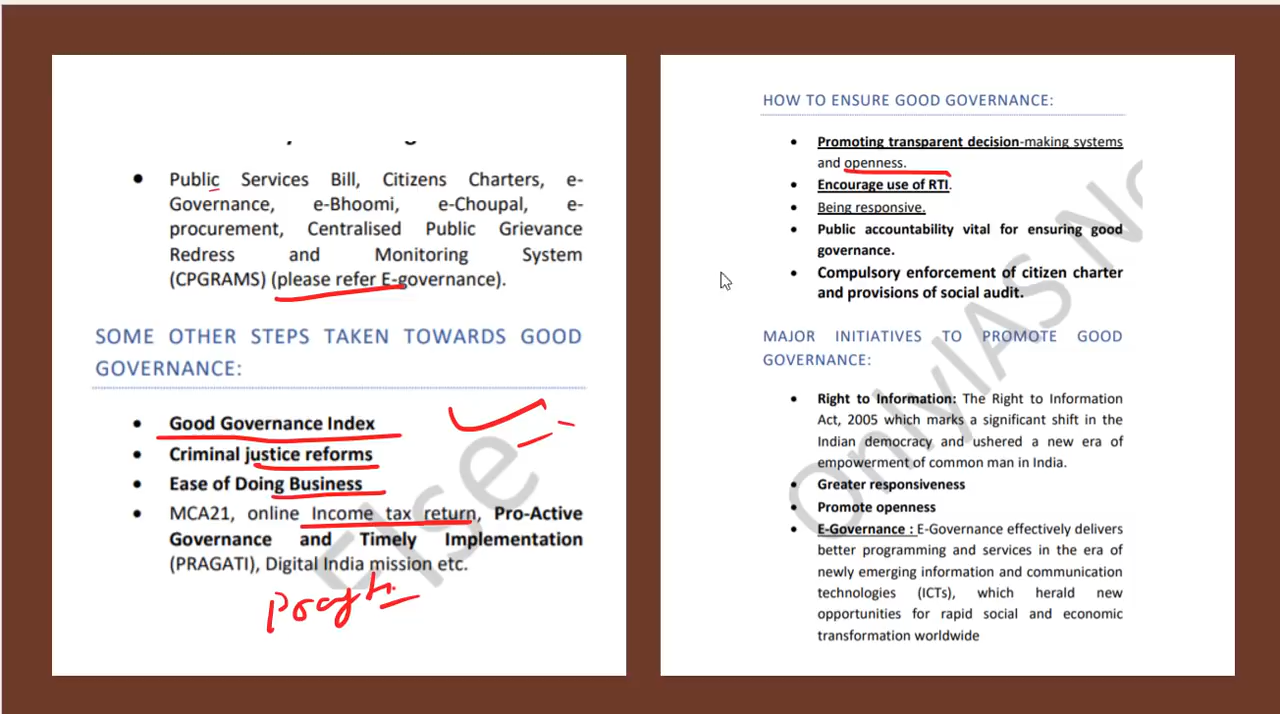 Public Services Bill, Citizens Charters, e-
Governance, e-Bhoomi, e-Choupal, e-
procurement, Centralised Public Grievance
Redress and Monitoring System
(CPGRAMS) (please refer E-governance).
SOME OTHER STEPS TAKEN TOWARDS GOOD
GOVERNANCE:
Good Governance Index
Criminal justice reforms
Ease of Doing Business
MCA21, online Income tax return, Pro-Active
Governance and Timely Implementation
(PRAGATI), Digital India mission etc.
Else
HOW TO ENSURE GOOD GOVERNANCE:
Promoting transparent decision-making systems
and openness.
Encourage use of RTI.
Being responsive.
Public accountability vital for ensuring good
governance.
Compulsory enforcement of citizen charter
and provisions of social audit.
MAJOR INITIATIVES TO PROMOTE GOOD
GOVERNANCE:
Right to Information: The Right to Information
Act, 2005 which marks a significant shift in the
Indian democracy and ushered a new era of
empowerment of common man in India.
Greater responsiveness
Promote openness
E-Governance : E-Governance effectively delivers
better programming and services in the era of
newly emerging information and communication
technologies (ICTs), which herald new
opportunities for rapid social and economic
transformation worldwide
OnlyIAS No